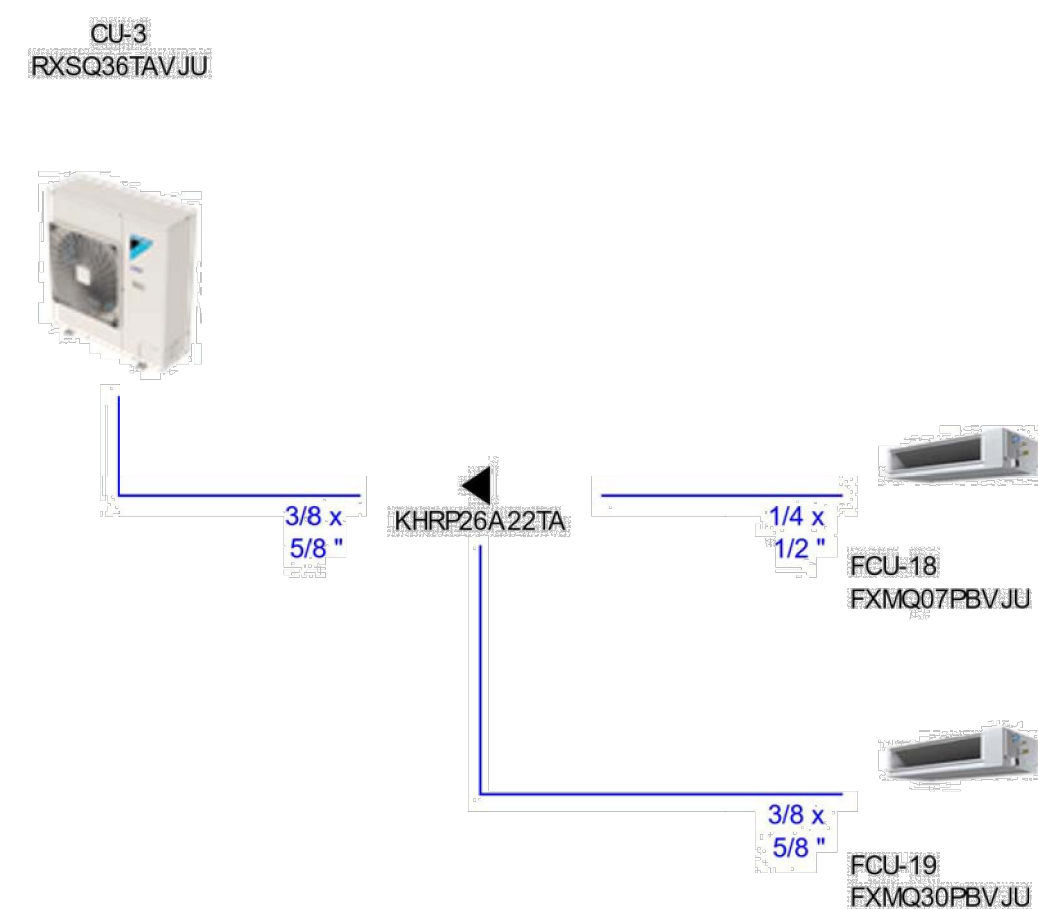 CU-3
RXSQ36TAVJU
3/8 x
5/8 "
KHRP26A22TA
1/4 x
1/2 "
FCU-18
FXMQ07PBVJU
3/8 x
5/8 "
FCU-19
FXMQ30PBVJU